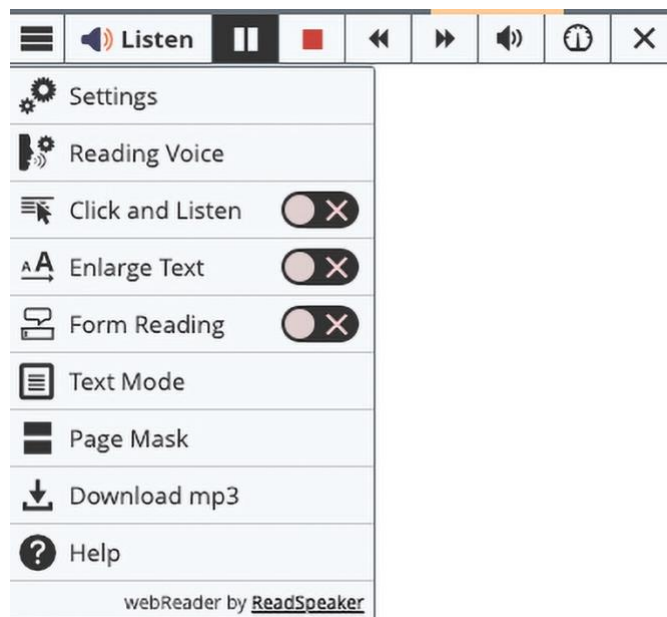 Listen
Settings
Reading Voice
Click and Listen
Enlarge Text
Form Reading
Text Mode
Page Mask
Download mp3
Help
webReader by ReadSpeaker